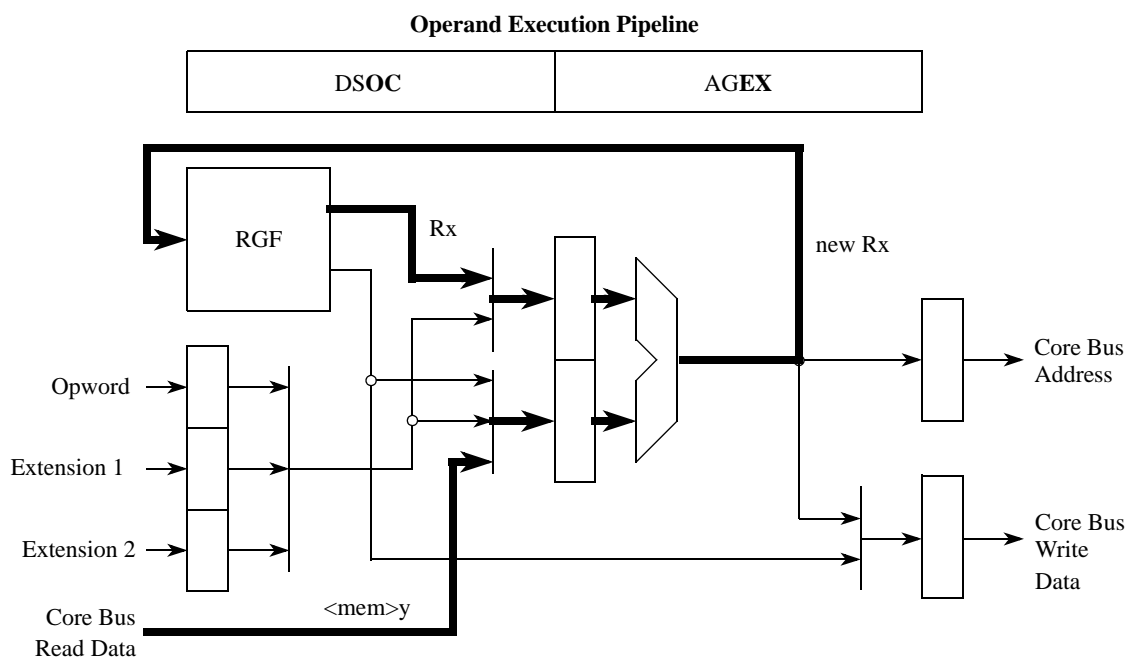 Operand Execution Pipeline
DSOC
AGEX
RGF
Rx
new Rx
Opword
Extension 1
Extension 2
Core Bus
Address
Core Bus
Write
Data
<mem>y
Core Bus
Read Data